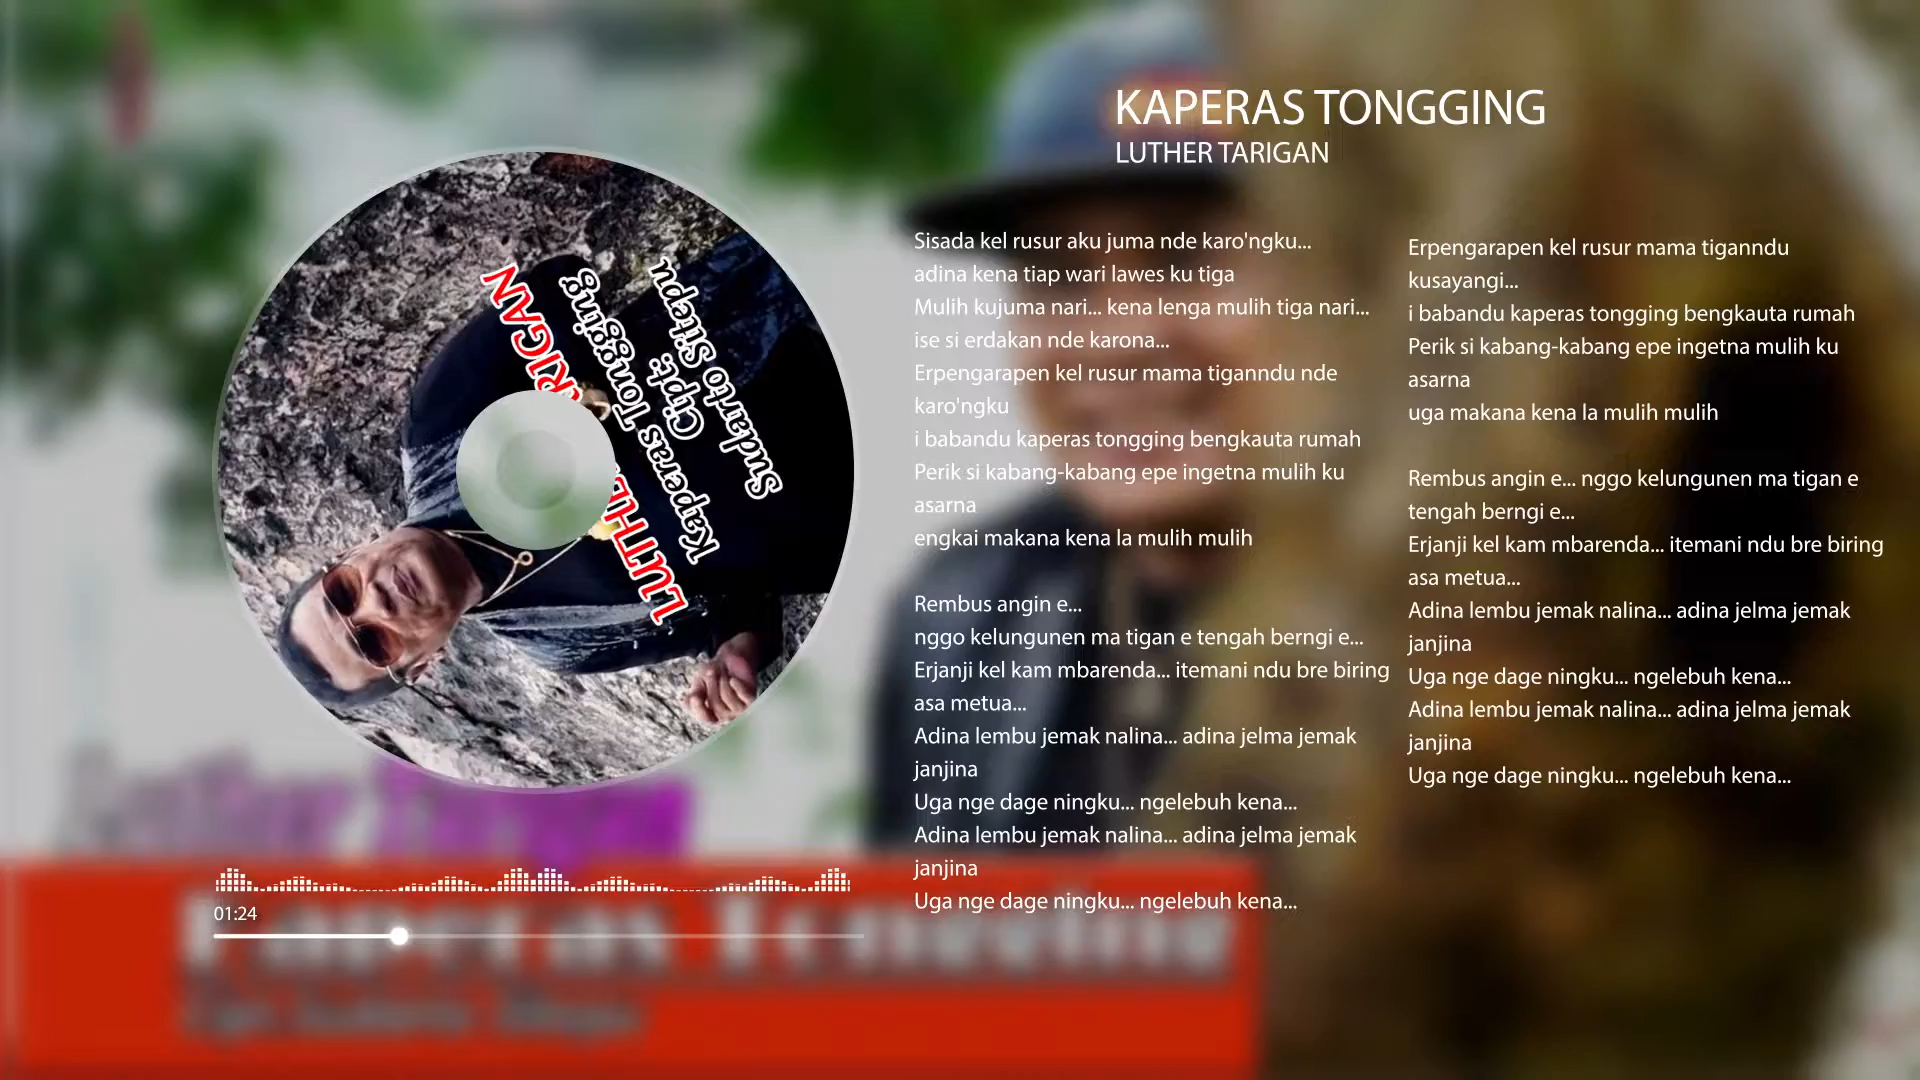 KAPERAS TONGGING
LUTHER TARIGAN
Sisada kel rusur aku juma nde karo'ngku...
adina kena tiap wari lawes ku tiga
Mulih kujuma nari... kena lenga mulih tiga nari...
ise si erdakan nde karona...
Erpengarapen kel rusur mama tiganndu nde
karo'ngku
i babandu kaperas tongging bengkauta rumah
Perik si kabang-kabang epe ingetna mulih ku
asarna
engkai makana kena la mulih mulih
Rembus angin e...
nggo kelungunen ma tigan e tengah berngi e...
Erjanji kel kam mbarenda... itemani ndu bre biring
asa metua...
Adina lembu jemak nalina... adina jelma jemak
janjina
Uga nge dage ningku... ngelebuh kena...
Adina lembu jemak nalina... adina jelma jemak
janjina
Uga nge dage ningku... ngelebuh kena...
Erpengarapen kel rusur mama tiganndu
kusayangi...
i babandu kaperas tongging bengkauta rumah
Perik si kabang-kabang epe ingetna mulih ku
asarna
uga makana kena la mulih mulih
Rembus angin e... nggo kelungunen ma tigan e
tengah berngi e...
Erjanji kel kam mbarenda... itemani ndu bre biring
asa metua...
Adina lembu jemak nalina... adina jelma jemak
janjina
Uga nge dage ningku... ngelebuh kena...
Adina lembu jemak nalina... adina jelma jemak
janjina
Uga nge dage ningku... ngelebuh kena...
Kaperas Tongging
Cipt:
Sudarto Sitepu
01:24
Kaperas Tongging